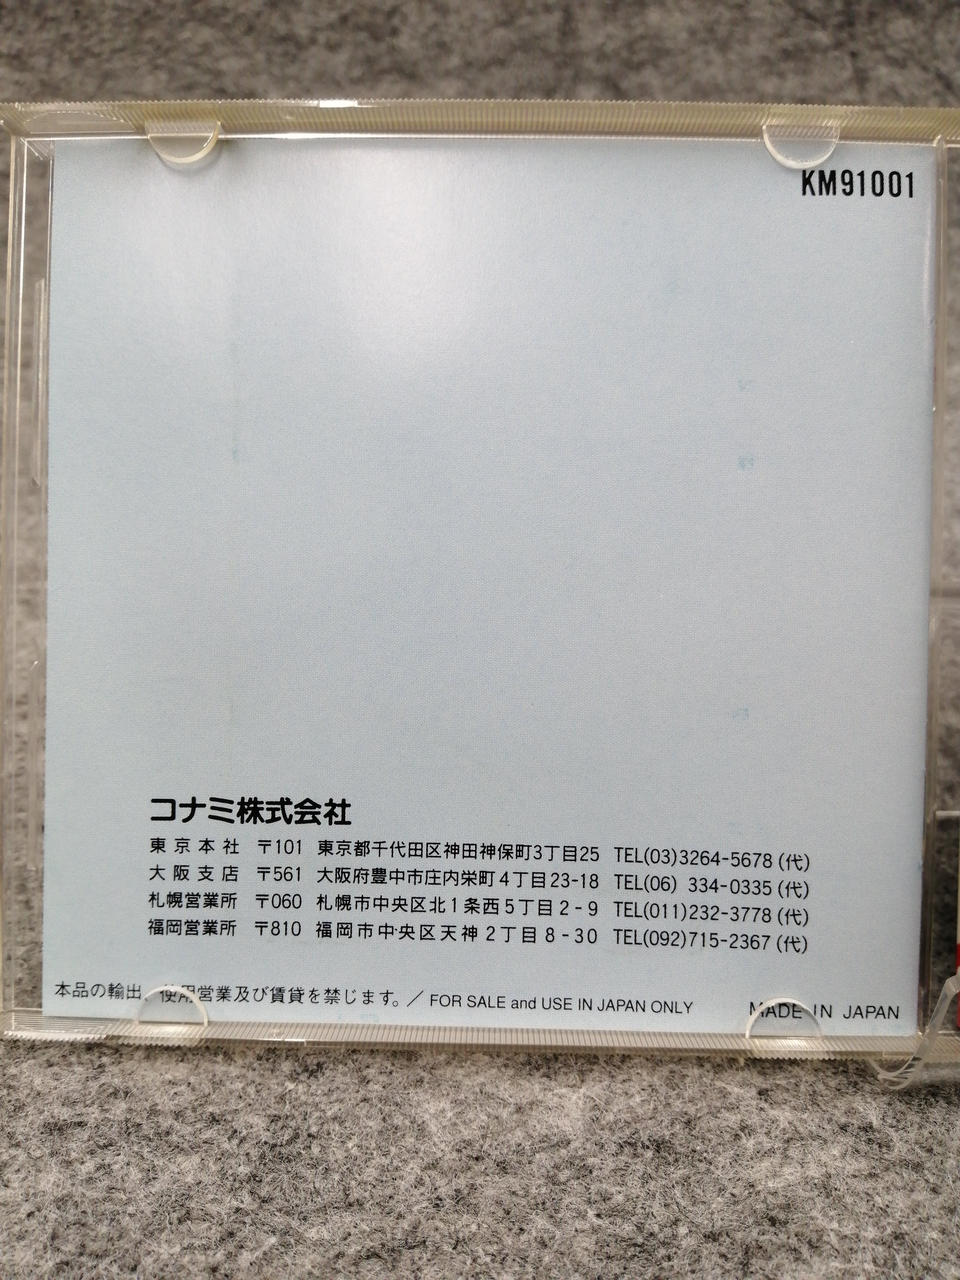 KM91001
コナミ株式会社
東京本社 〒101 東京都千代田区神田神保町3丁目25 TEL(03)3264-5678(代)
大阪支店 〒561 大阪府豊中市庄内栄町4丁目23-18 TEL(06) 334-0335(代)
札幌営業所 〒060 札幌市中央区北1条西5丁目2-9 TEL(011)232-3778(代)
福岡営業所 〒810 福岡市中央区天神2丁目8-30 TEL(092)715-2367(代)
本品の輸出、使用営業及び賃貸を禁じます。／FOR SALE and USE IN JAPAN ONLY MADE IN JAPAN